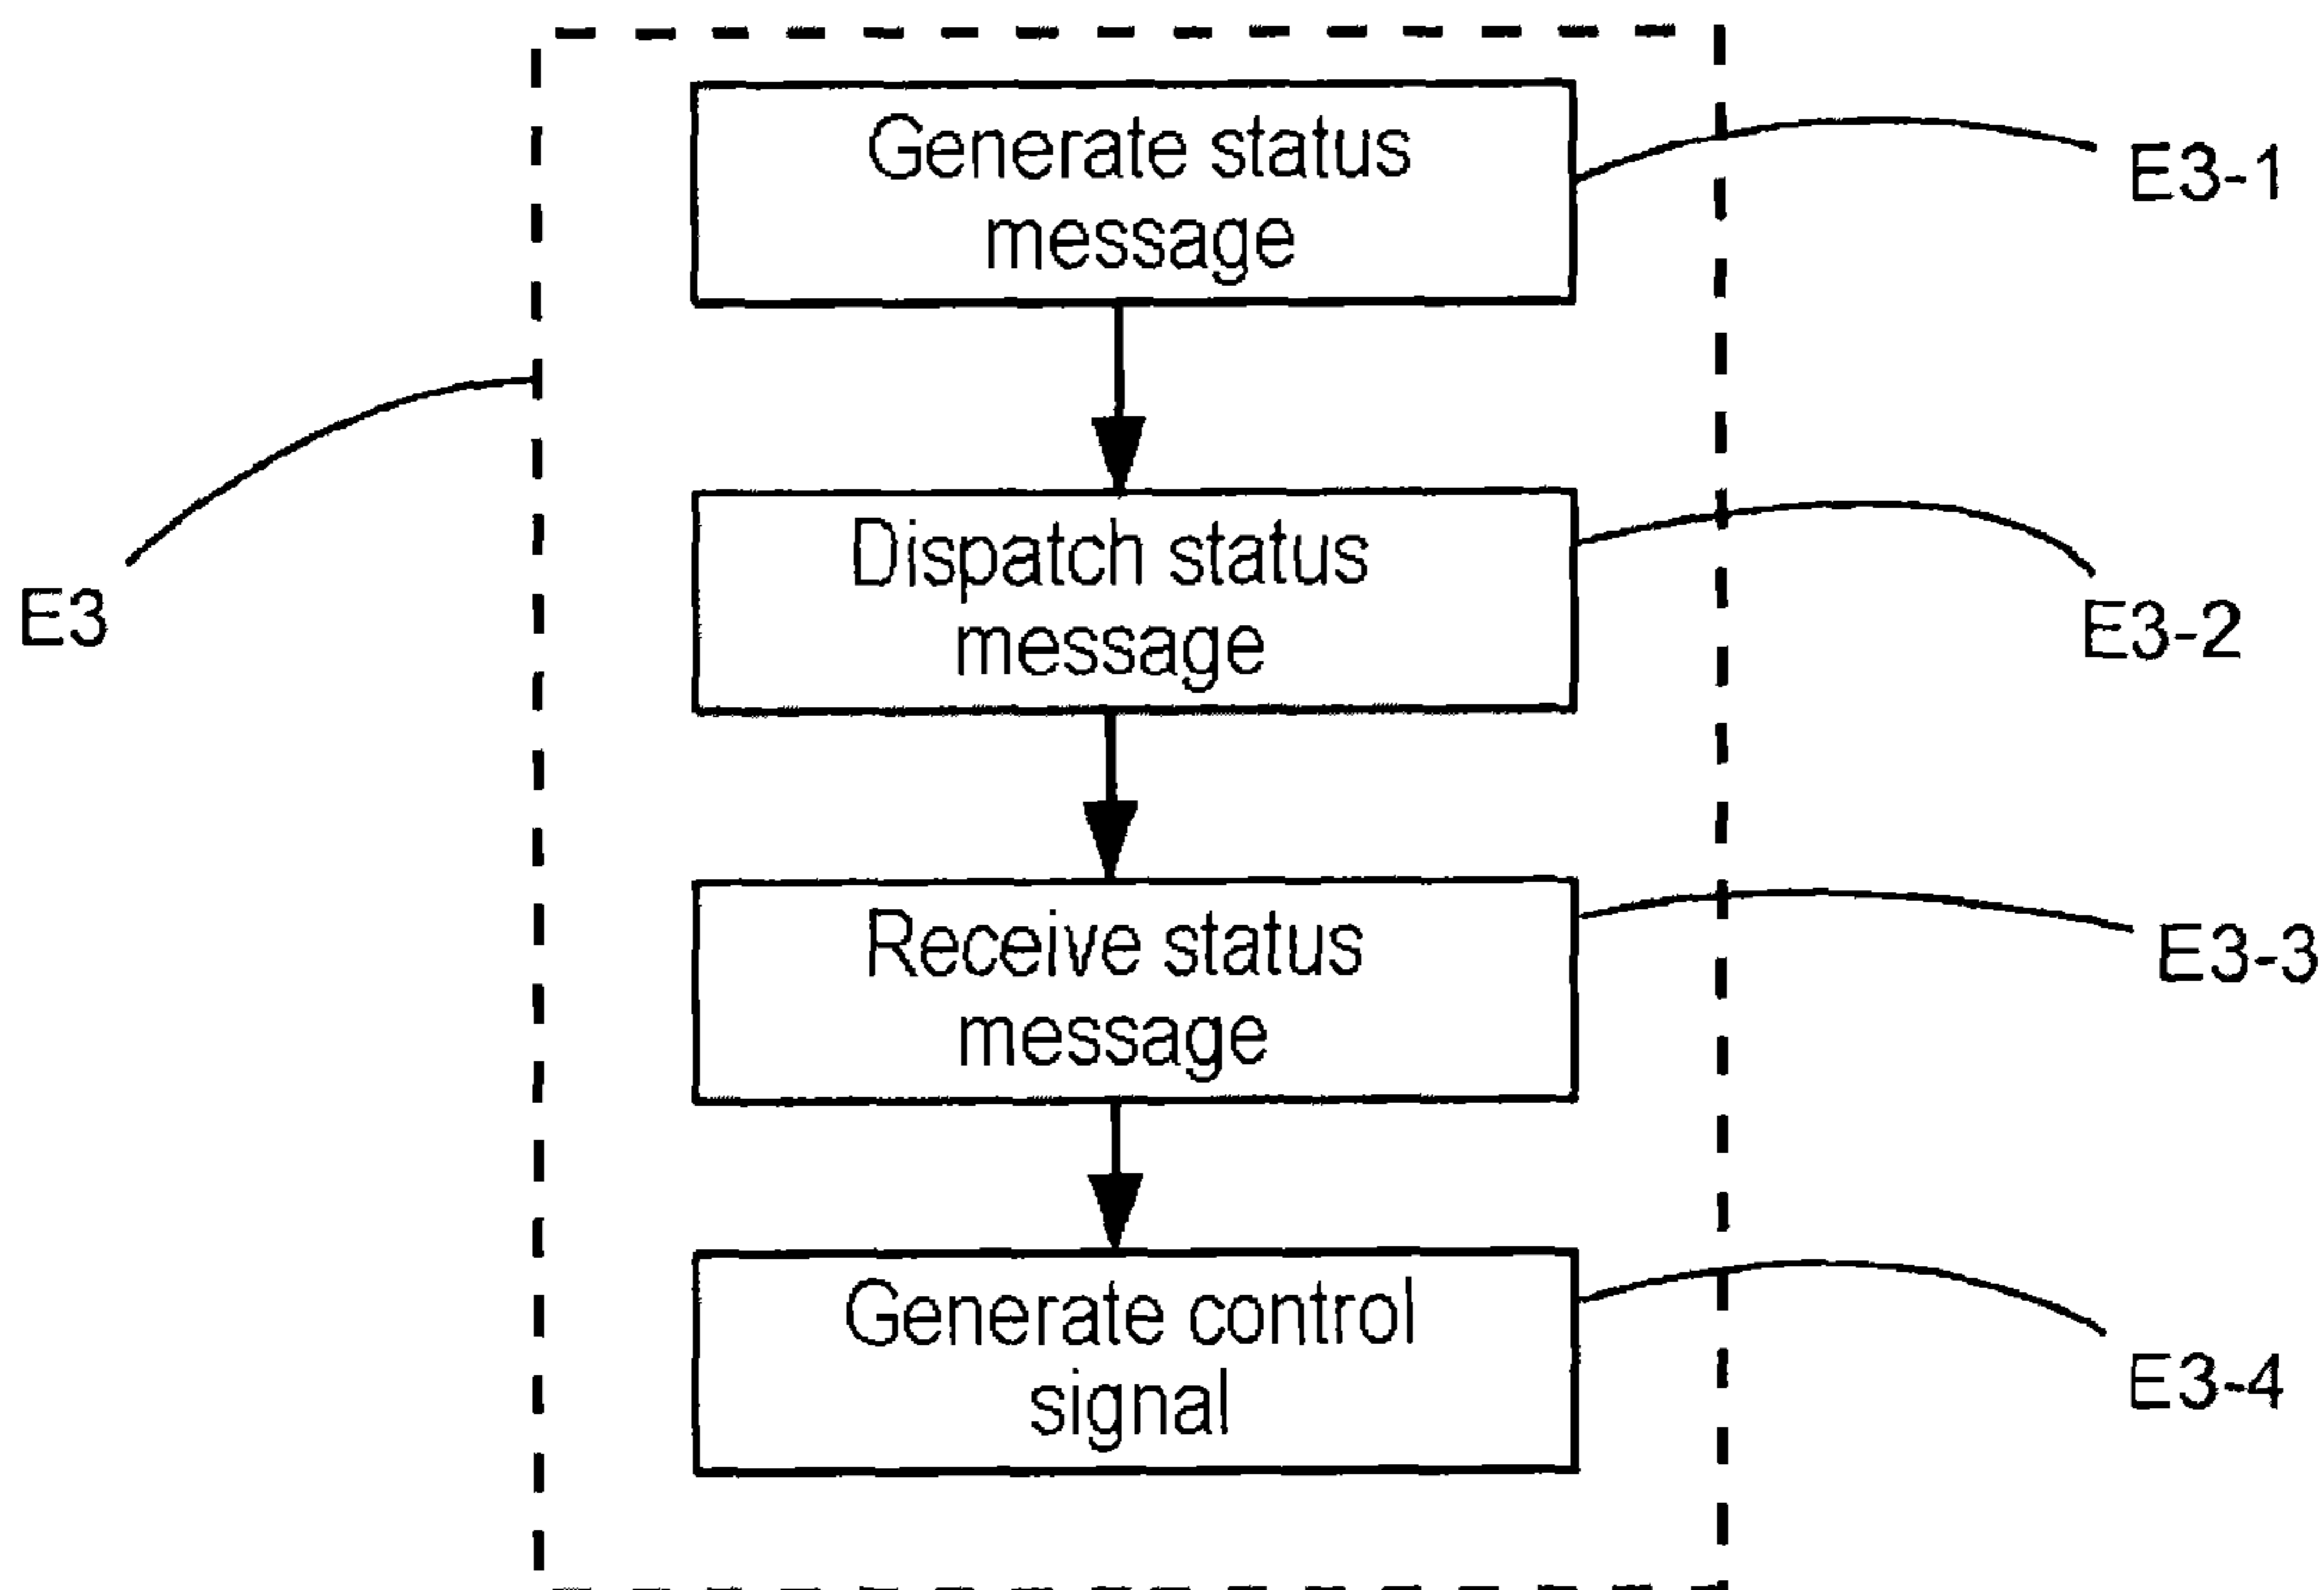 Generate status
message
E3-1
E3
Dispatch status
message
E3-2
Receive status
message
E3-3
Generate control
signal
E3-4